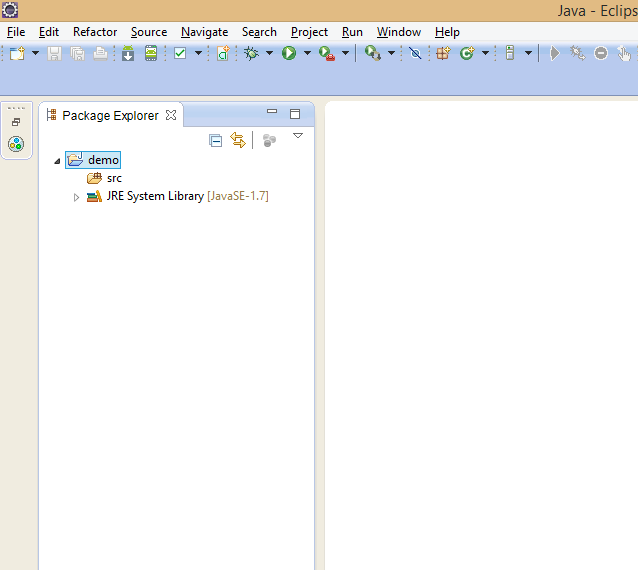 Java - Eclips
File Edit Refactor Source Navigate Search Project Run Window Help
Package Explorer
demo
src
JRE System Library [JavaSE-1.7]